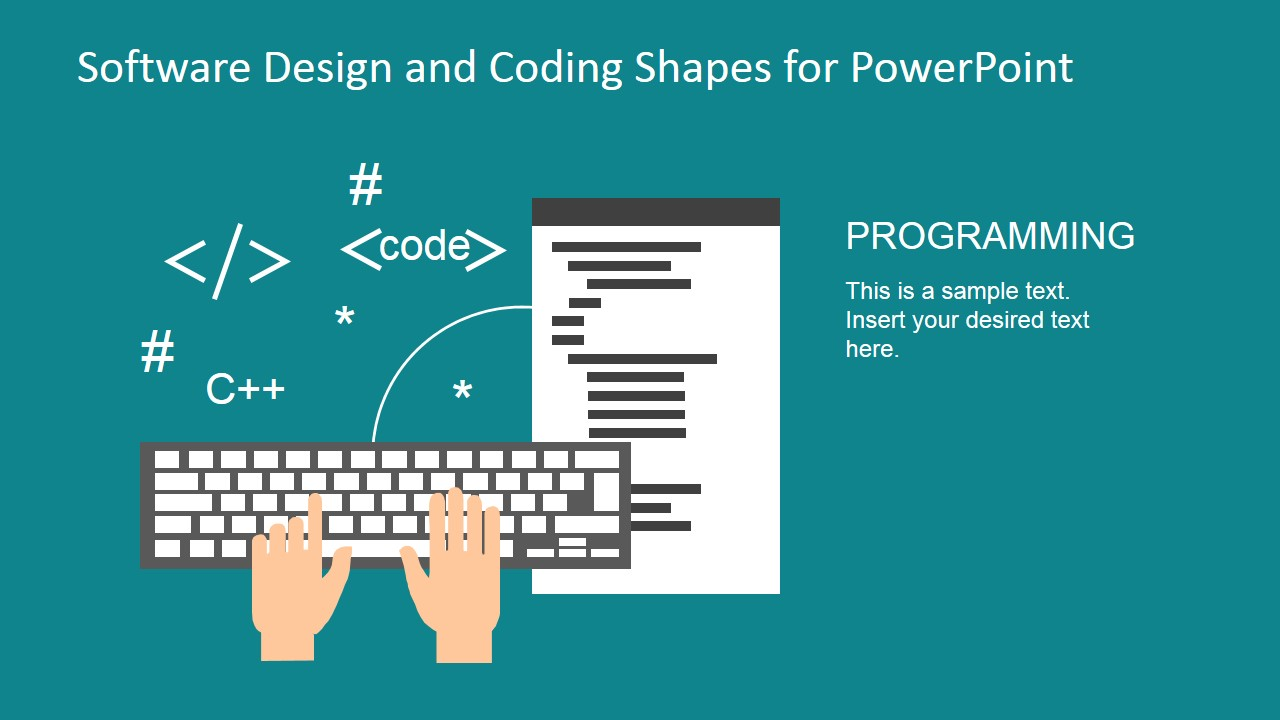 Software Design and Coding Shapes for PowerPoint
#
</>
<code>
*
#
C++
*
PROGRAMMING
This is a sample text.
Insert your desired text
here.